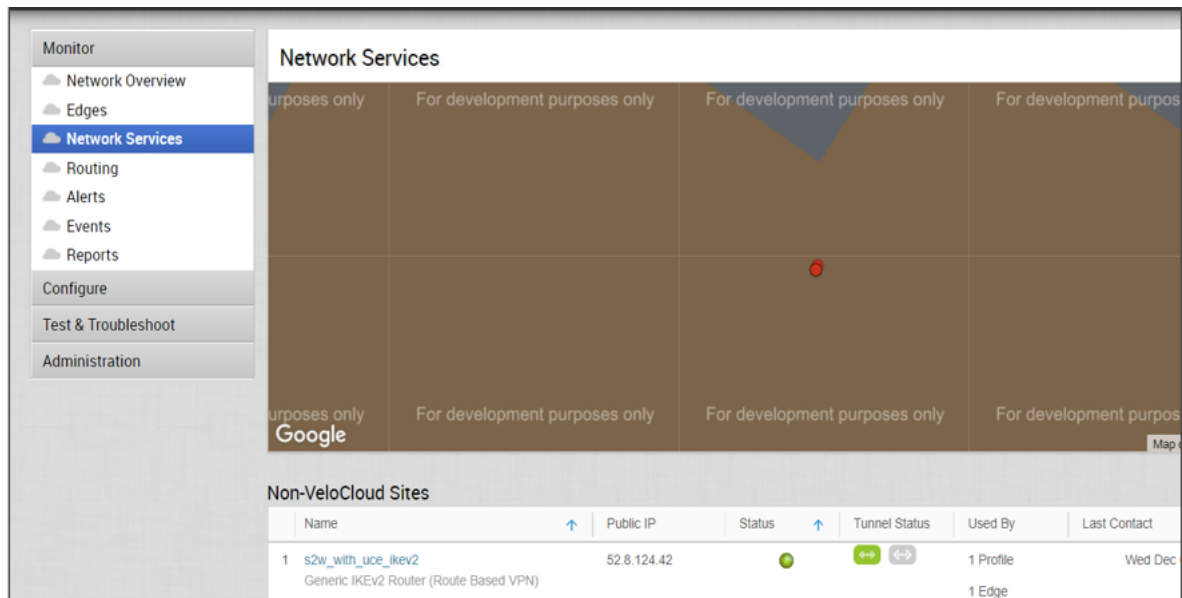 Monitor
Network Overview
Edges
Network Services
Routing
Alerts
Events
Reports
Configure
Test & Troubleshoot
Administration
Network Services
urposes only For development purposes only For development purposes only For development purpos
urposes only For development purposes only For development purposes only For development purpos
Google
Map
Non-VeloCloud Sites
Name Public IP Status Tunnel Status Used By Last Contact
1 s2w_with_uce_ikev2 52.8.124.42 1 Profile Wed Dec
Generic IKEv2 Router (Route Based VPN)
1 Edge